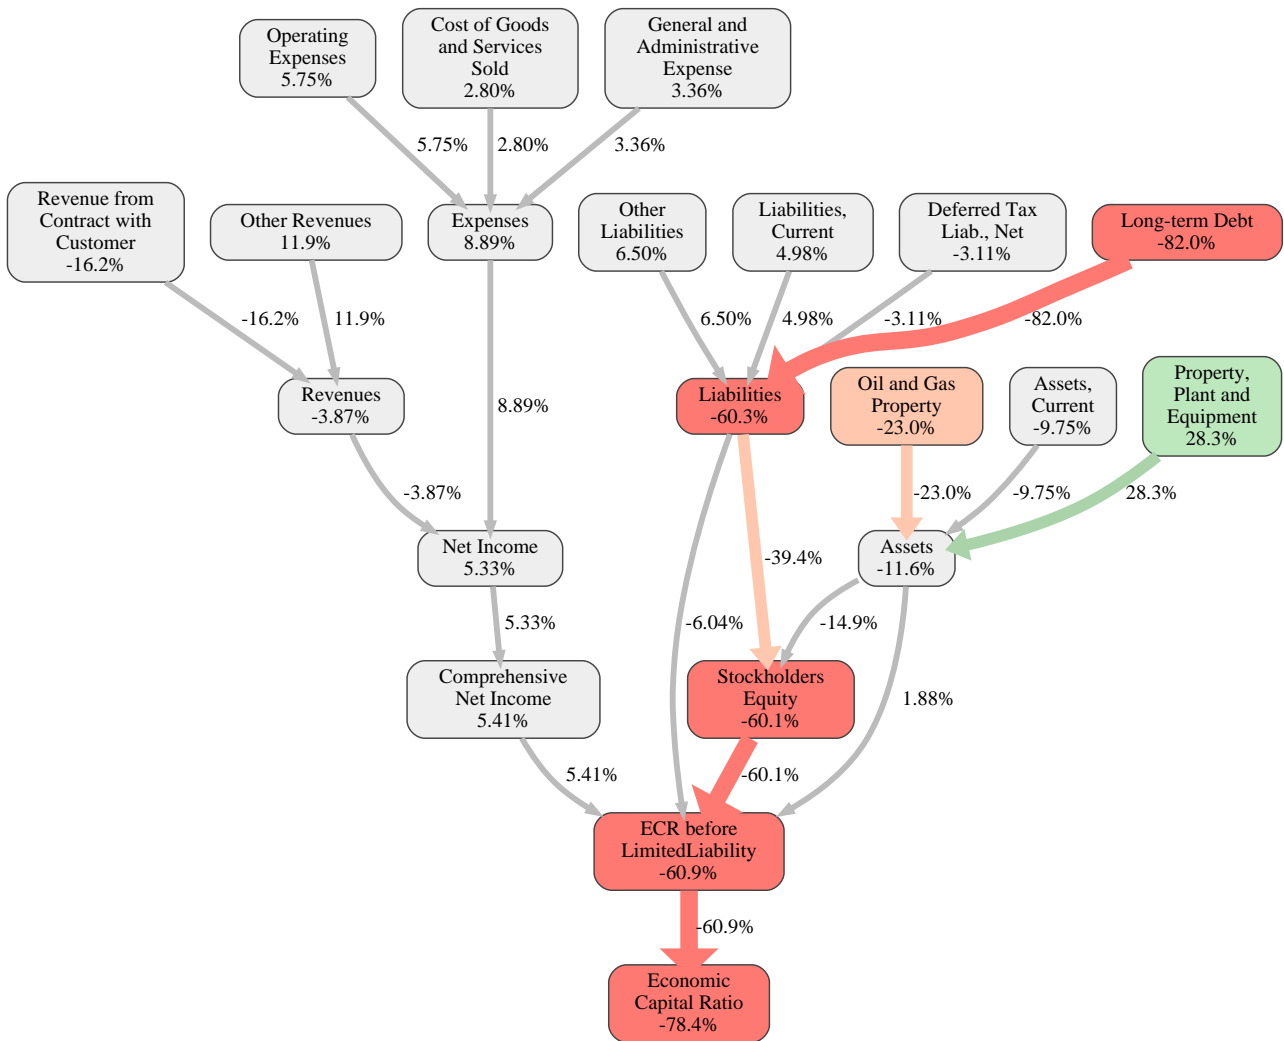 Operating
Expenses
5.75%
Cost of Goods
and Services
Sold
2.80%
General and
Administrative
Expense
3.36%
5.75%
2.80%
3.36%
Revenue from
Contract with
Customer
-16.2%
Other Revenues
11.9%
Expenses
8.89%
Other
Liabilities
6.50%
Liabilities,
Current
4.98%
Deferred Tax
Liab., Net
-3.11%
Long-term Debt
-82.0%
-16.2%
11.9%
6.50%
4.98%
-3.11%
-82.0%
Revenues
-3.87%
8.89%
Liabilities
-60.3%
Oil and Gas
Property
-23.0%
Assets,
Current
-9.75%
Property,
Plant and
Equipment
28.3%
-3.87%
-23.0%
-9.75%
28.3%
Net Income
5.33%
-39.4%
Assets
-11.6%
5.33%
-6.04%
-14.9%
Comprehensive
Net Income
5.41%
Stockholders
Equity
-60.1%
1.88%
5.41%
-60.1%
ECR before
LimitedLiability
-60.9%
-60.9%
Economic
Capital Ratio
-78.4%